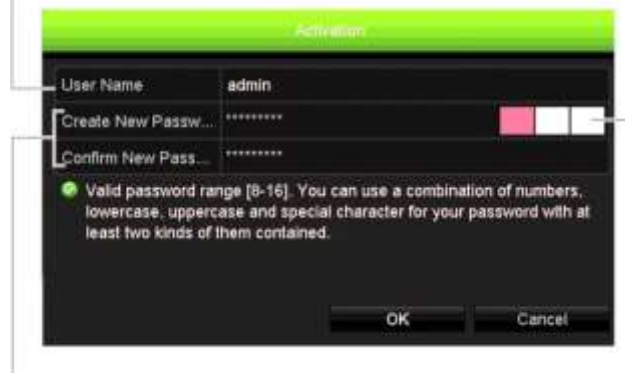 Activation
User Name admin
Create New Passw... *********
Confirm New Pass... *********
Valid password range [8-16]. You can use a combination of numbers,
lowercase, uppercase and special character for your password with at
least two kinds of them contained.
OK Cancel